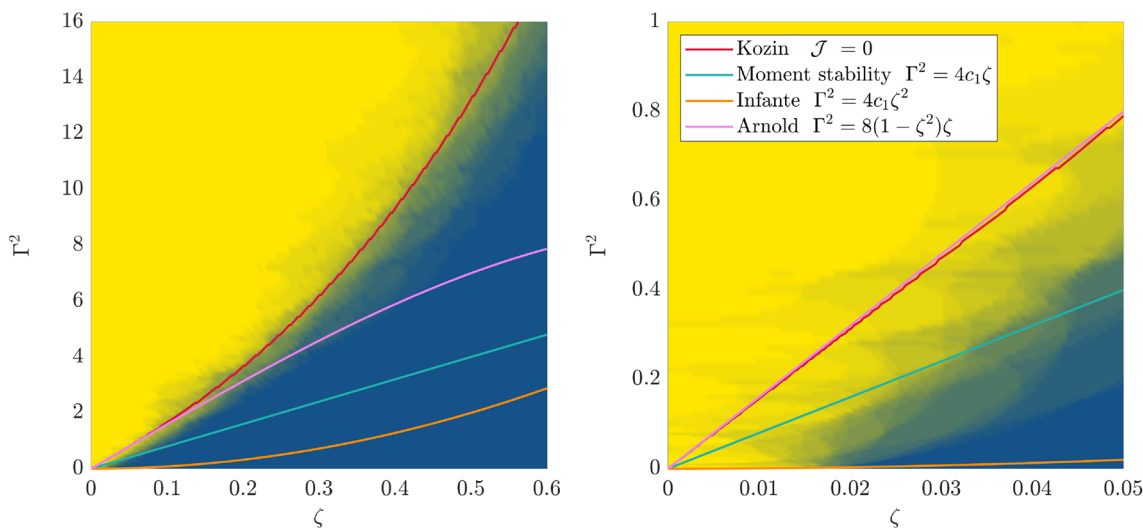 16
14
12
10
8
6
4
2
0
Γ²
0 0.1 0.2 0.3 0.4 0.5 0.6
ζ
1
0.8
0.6
0.4
0.2
0
Γ²
Kozin 𝒥 = 0
Moment stability Γ² = 4c₁ζ
Infante Γ² = 4c₁ζ²
Arnold Γ² = 8(1 − ζ²)ζ
0 0.01 0.02 0.03 0.04 0.05
ζ